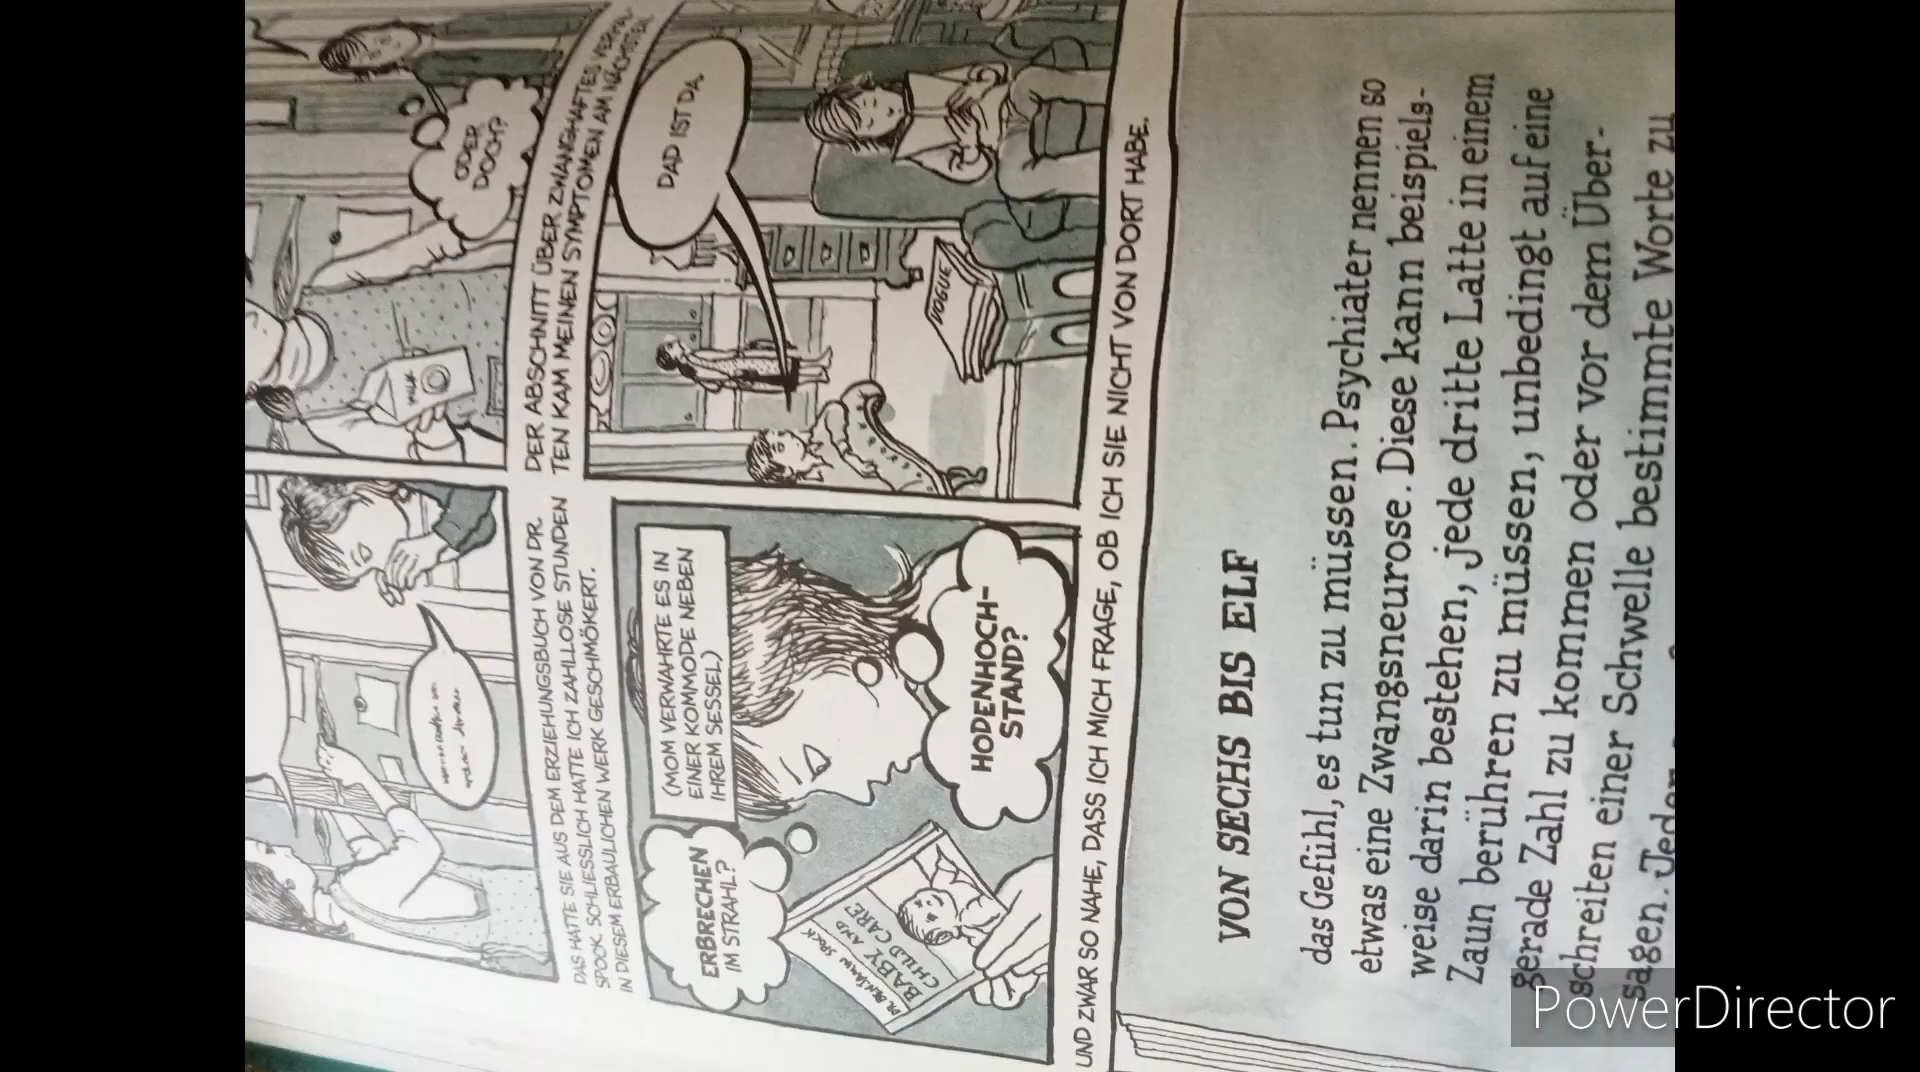 ODER
DOCH?
MILK
DAS HATTE SIE AUS DEM ERZIEHUNGSBUCH VON DR.
SPOCK. SCHLIESSLICH HATTE ICH ZAHLLOSE STUNDEN
IN DIESEM ERBAULICHEN WERK GESCHMÖKERT.
DER ABSCHNITT ÜBER ZWANGHAFTES
TEN KAM MEINEN SYMPTOMEN AM NÄCHSTEN.
(MOM VERWAHRTE ES IN
EINER KOMMODE NEBEN
IHREM SESSEL)
ERBRECHEN
IM STRAHL?
HODENHOCH-
STAND?
DR. BENJAMIN SPOCK
BABY AND
CHILD CARE
DAD IST DA.
VOGUE
UND ZWAR SO NAHE, DASS ICH MICH FRAGE, OB ICH SIE NICHT VON DORT HABE.
VON SECHS BIS ELF
das Gefühl, es tun zu müssen. Psychiater nennen so
etwas eine Zwangsneurose. Diese kann beispiels-
weise darin bestehen, jede dritte Latte in einem
Zaun berühren zu müssen, unbedingt auf eine
gerade Zahl zu kommen oder vor dem Über-
schreiten einer Schwelle bestimmte Worte zu
sagen.
PowerDirector